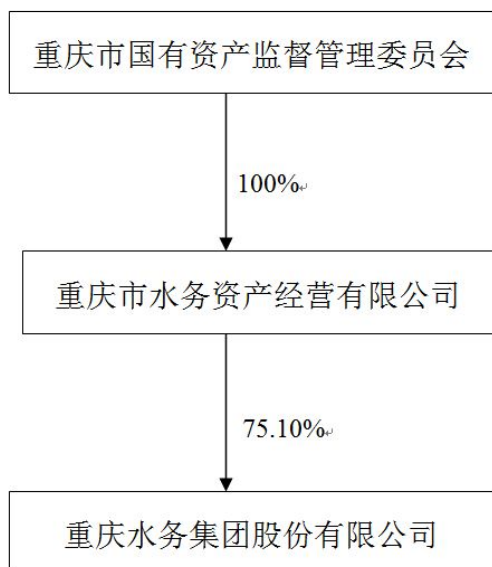 重庆市国有资产监督管理委员会
100%
重庆市水务资产经营有限公司
75.10%
重庆水务集团股份有限公司